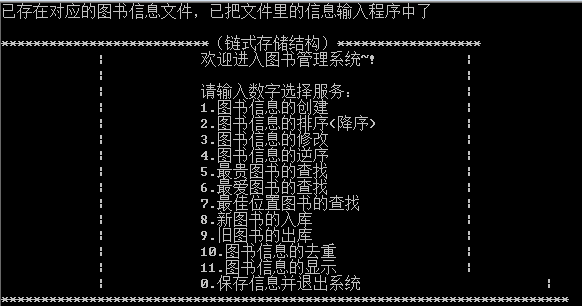 已存在对应的图书信息文件，已把文件里的信息输入程序中了
**************************（链式存储结构）******************
欢迎进入图书管理系统~!
请输入数字选择服务：
1.图书信息的创建
2.图书信息的排序(降序)
3.图书信息的修改
4.图书信息的逆序
5.最贵图书的查找
6.最爱图书的查找
7.最佳位置图书的查找
8.新图书的入库
9.旧图书的出库
10.图书信息的去重
11.图书信息的显示
0.保存信息并退出系统
***********************************************************************